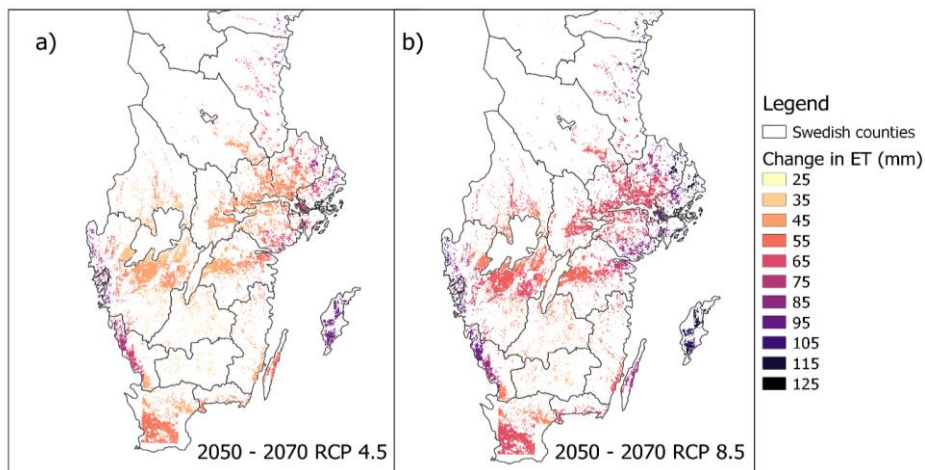 a)
2050 - 2070 RCP 4.5
b)
2050 - 2070 RCP 8.5
Legend
Swedish counties
Change in ET (mm)
25
35
45
55
65
75
85
95
105
115
125